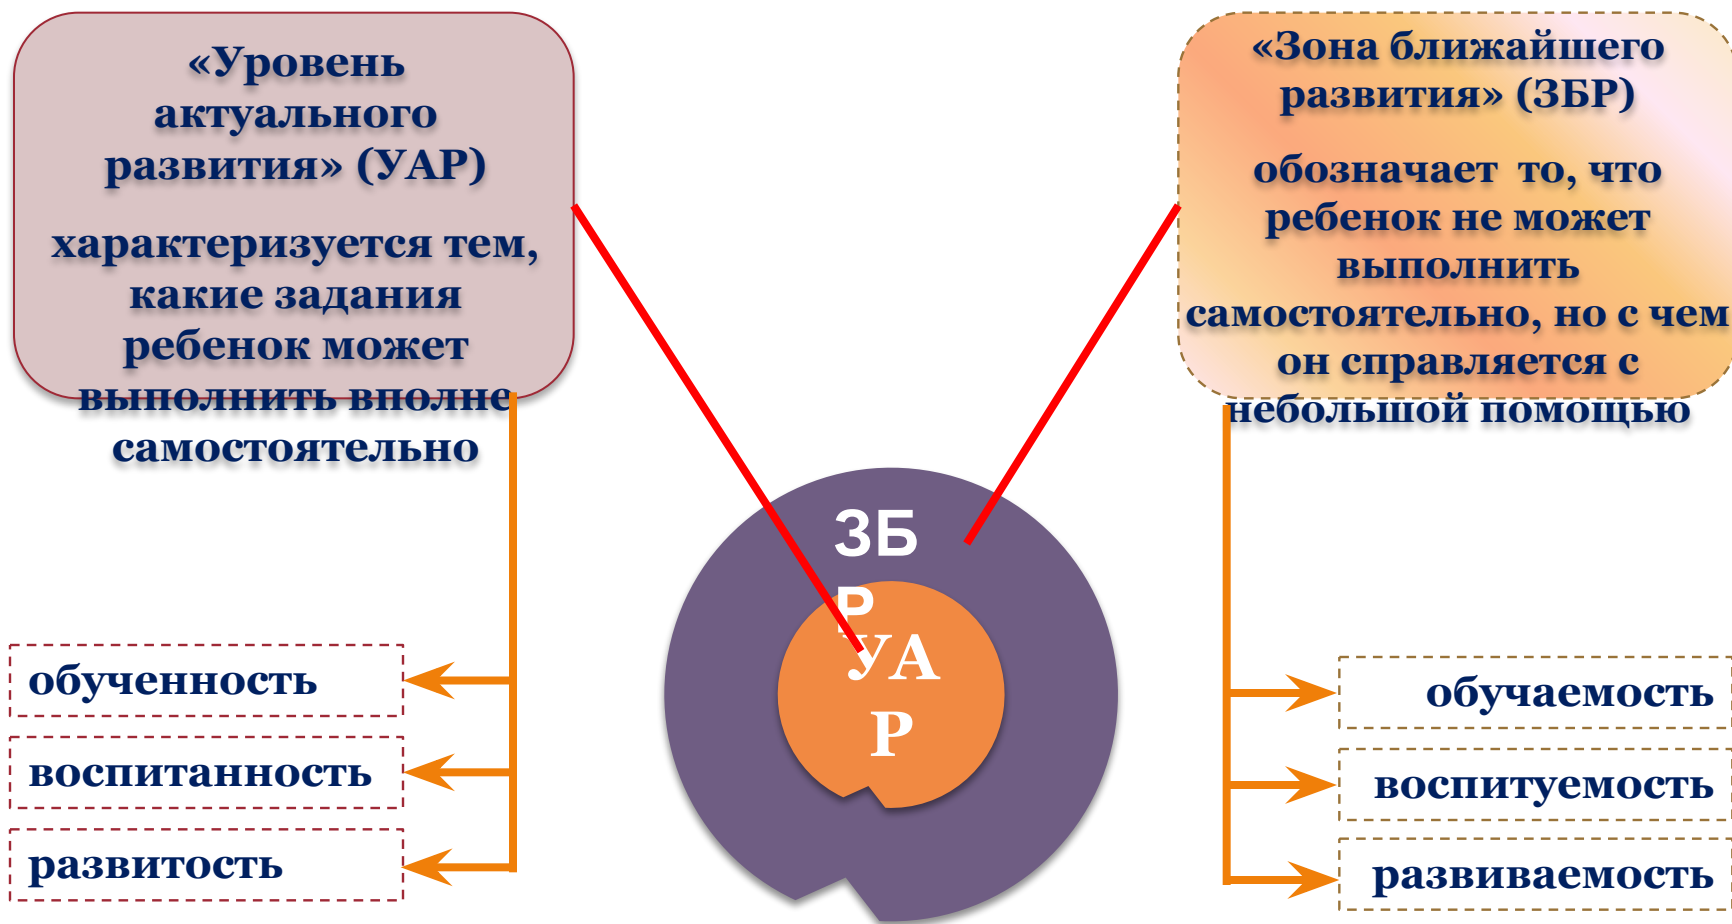 «Уровень
актуального
развития» (УАР)
характеризуется тем,
какие задания
ребенок может
выполнить вполне
самостоятельно
«Зона ближайшего
развития» (ЗБР)
обозначает то, что
ребенок не может
выполнить
самостоятельно, но с чем
он справляется с
небольшой помощью
ЗБ
Р
УА
Р
обученность
воспитанность
развитость
обучаемость
воспитуемость
развиваемость